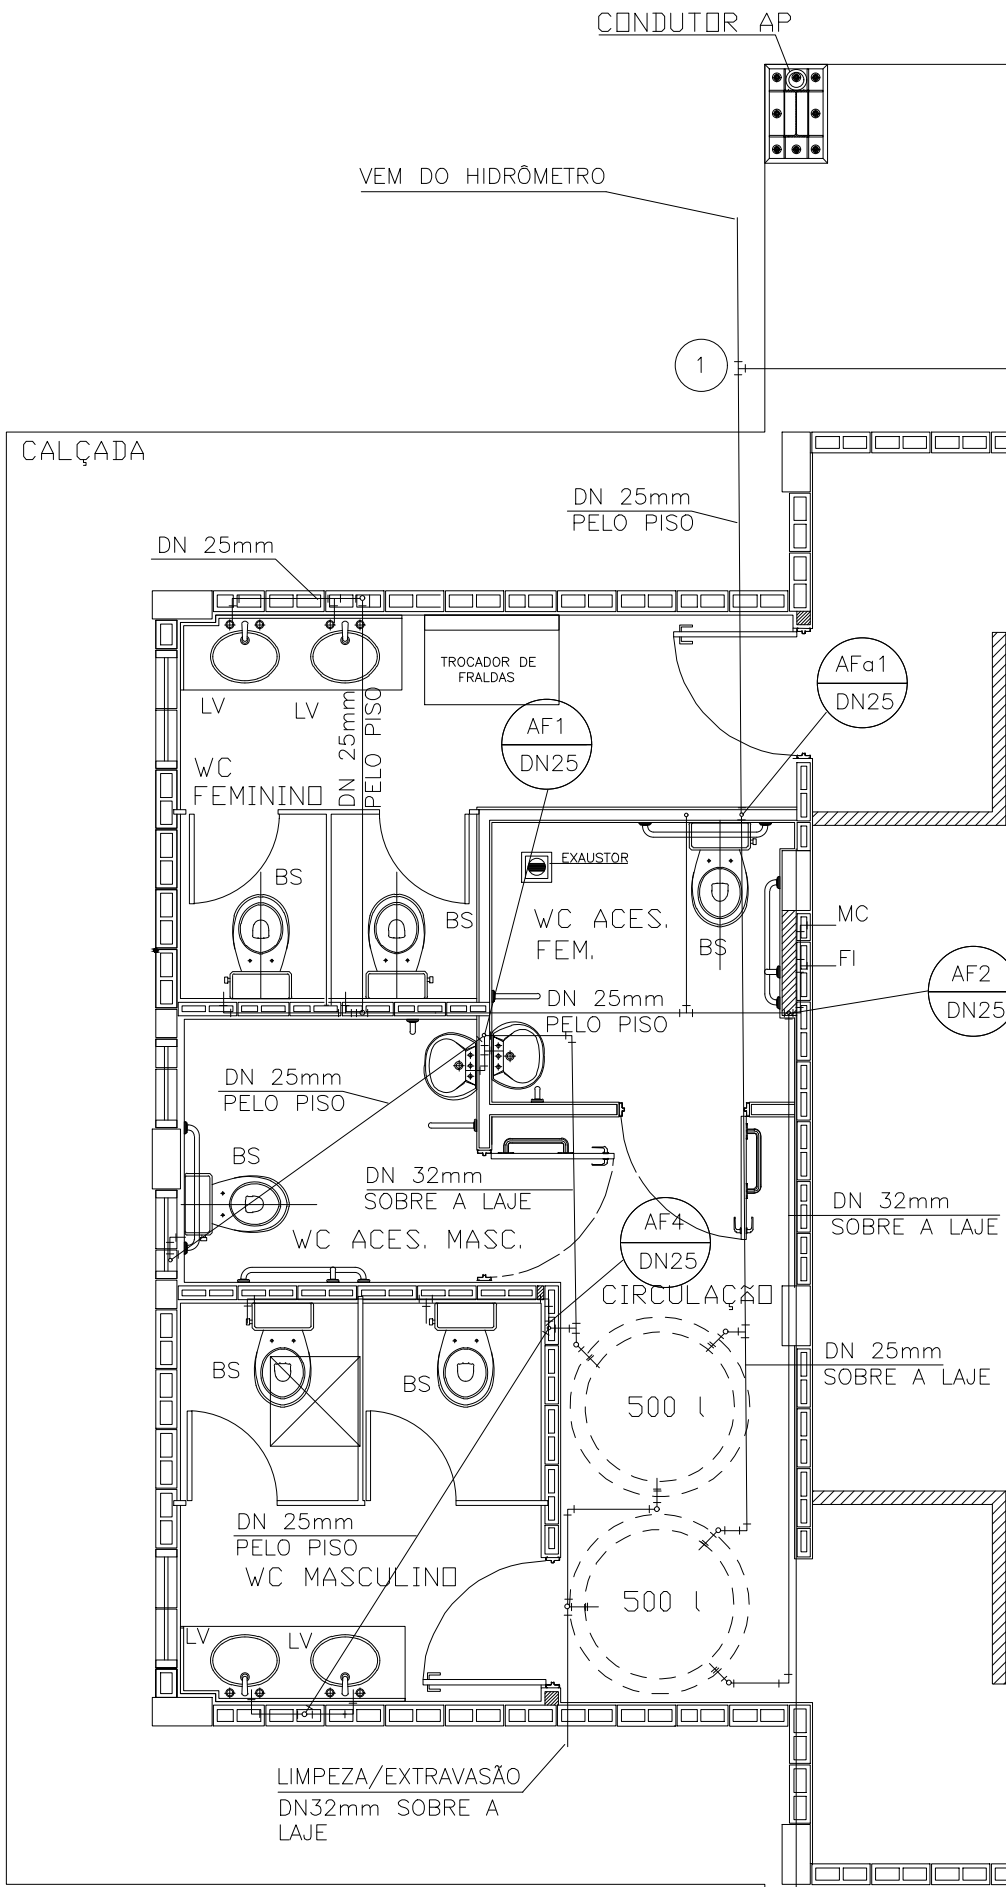 CONDUTOR AP
VEM DO HIDRÔMETRO
1
CALÇADA
DN 25mm
PELO PISO
DN 25mm
TROCADOR DE
FRALDAS
AFa1
DN25
LV
LV
AF1
DN25
DN 25mm
PELO PISO
WC
FEMININO
EXAUSTOR
BS
BS
WC ACES.
FEM.
BS
MC
FI
AF2
DN25
DN 25mm
PELO PISO
DN 25mm
PELO PISO
BS
DN 32mm
SOBRE A LAJE
WC ACES. MASC.
AF4
DN25
DN 32mm
SOBRE A LAJE
CIRCULAÇÃO
DN 25mm
SOBRE A LAJE
BS
BS
500 l
DN 25mm
PELO PISO
WC MASCULINO
500 l
LV
LV
LIMPEZA/EXTRAVASÃO
DN32mm SOBRE A
LAJE